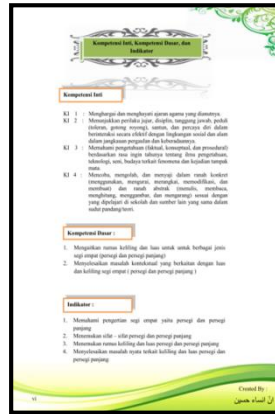 Kompetensi Inti, Kompetensi Dasar, dan
Indikator
Kompetensi Inti
KI 1 : Menghargai dan menghayati ajaran agama yang dianutnya.
KI 2 : Menunjukkan perilaku jujur, disiplin, tanggung jawab, peduli
(toleran, gotong royong), santun, dan percaya diri dalam
berinteraksi secara efektif dengan lingkungan sosial dan alam
dalam jangkauan pergaulan dan keberadaannya.
KI 3 : Memahami pengetahuan (faktual, konseptual, dan prosedural)
berdasarkan rasa ingin tahunya tentang ilmu pengetahuan,
teknologi, seni, budaya terkait fenomena dan kejadian tampak
mata.
KI 4 : Mencoba, mengolah, dan menyaji dalam ranah konkret
(menggunakan, mengurai, merangkai, memodifikasi, dan
membuat) dan ranah abstrak (menulis, membaca,
menghitung, menggambar, dan mengarang) sesuai dengan
yang dipelajari di sekolah dan sumber lain yang sama dalam
sudut pandang/teori.
Kompetensi Dasar :
1. Mengaitkan rumus keliling dan luas untuk untuk berbagai jenis
segi empat (persegi dan persegi panjang)
2. Menyelesaikan masalah kontekstual yang berkaitan dengan luas
dan keliling segi empat ( persegi dan persegi panjang )
Indikator :
1. Memahami pengertian segi empat yaitu persegi dan persegi
panjang
2. Menemukan sifat – sifat persegi dan persegi panjang
3. Menemukan rumus keliling dan luas persegi dan persegi panjang
4. Menyelesaikan masalah nyata terkait keliling dan luas persegi dan
persegi panjang
Created By :
vi
انساء حسين